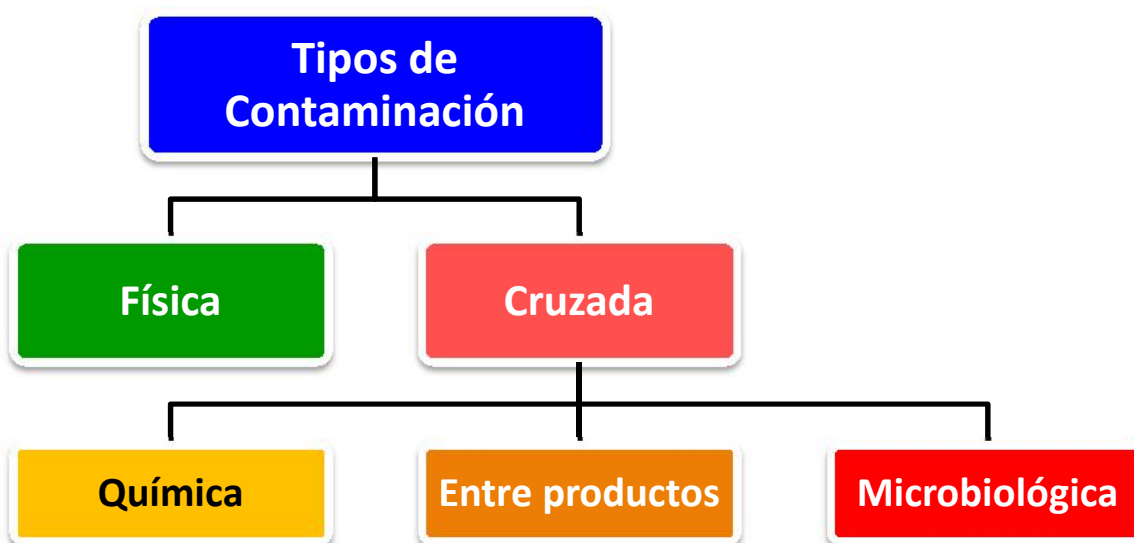 Tipos de
Contaminación
Física
Cruzada
Química
Entre productos
Microbiológica